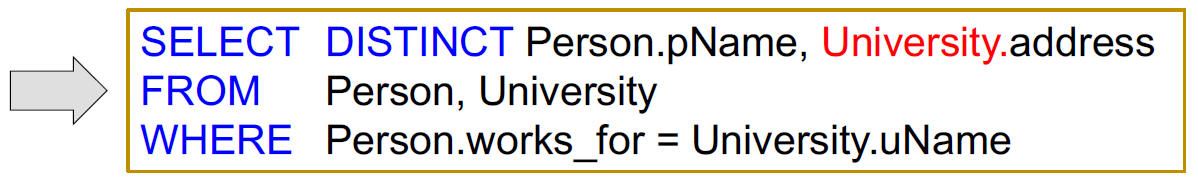 SELECT DISTINCT Person.pName, University.address
FROM Person, University
WHERE Person.works_for = University.uName